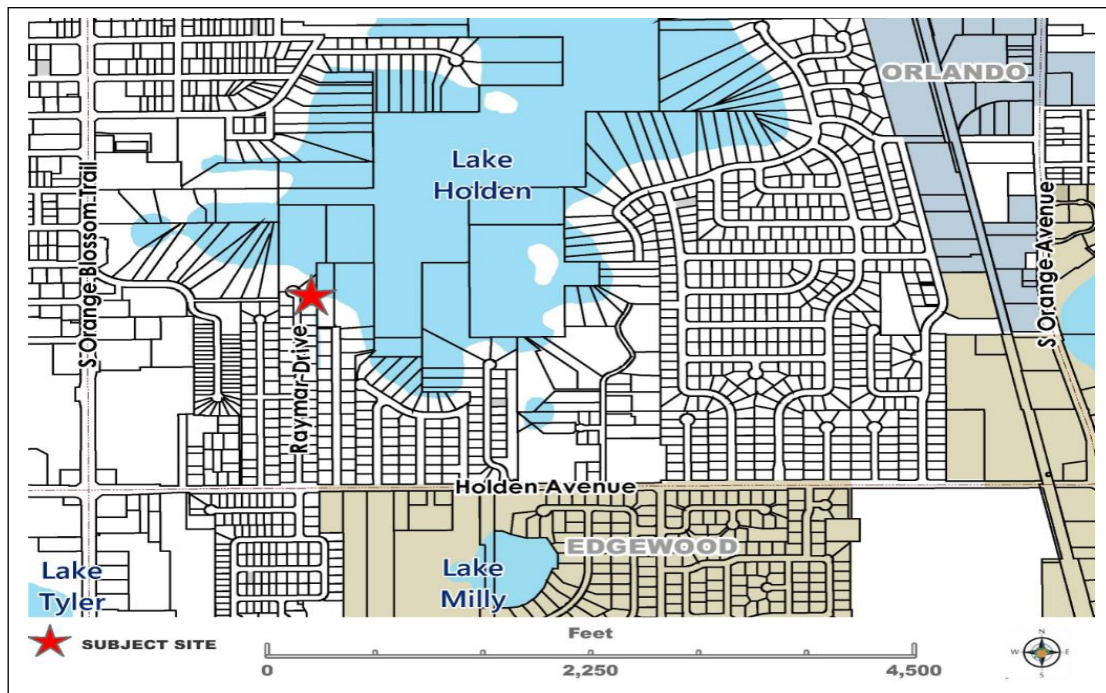 ORLANDO
Lake
Holden
S Orange Blossom Trail
S Orange Avenue
Raymar Drive
Holden Avenue
EDGEWOOD
Lake
Tyler
Lake
Milly
SUBJECT SITE
Feet
0
2,250
4,500
N
W
E
S